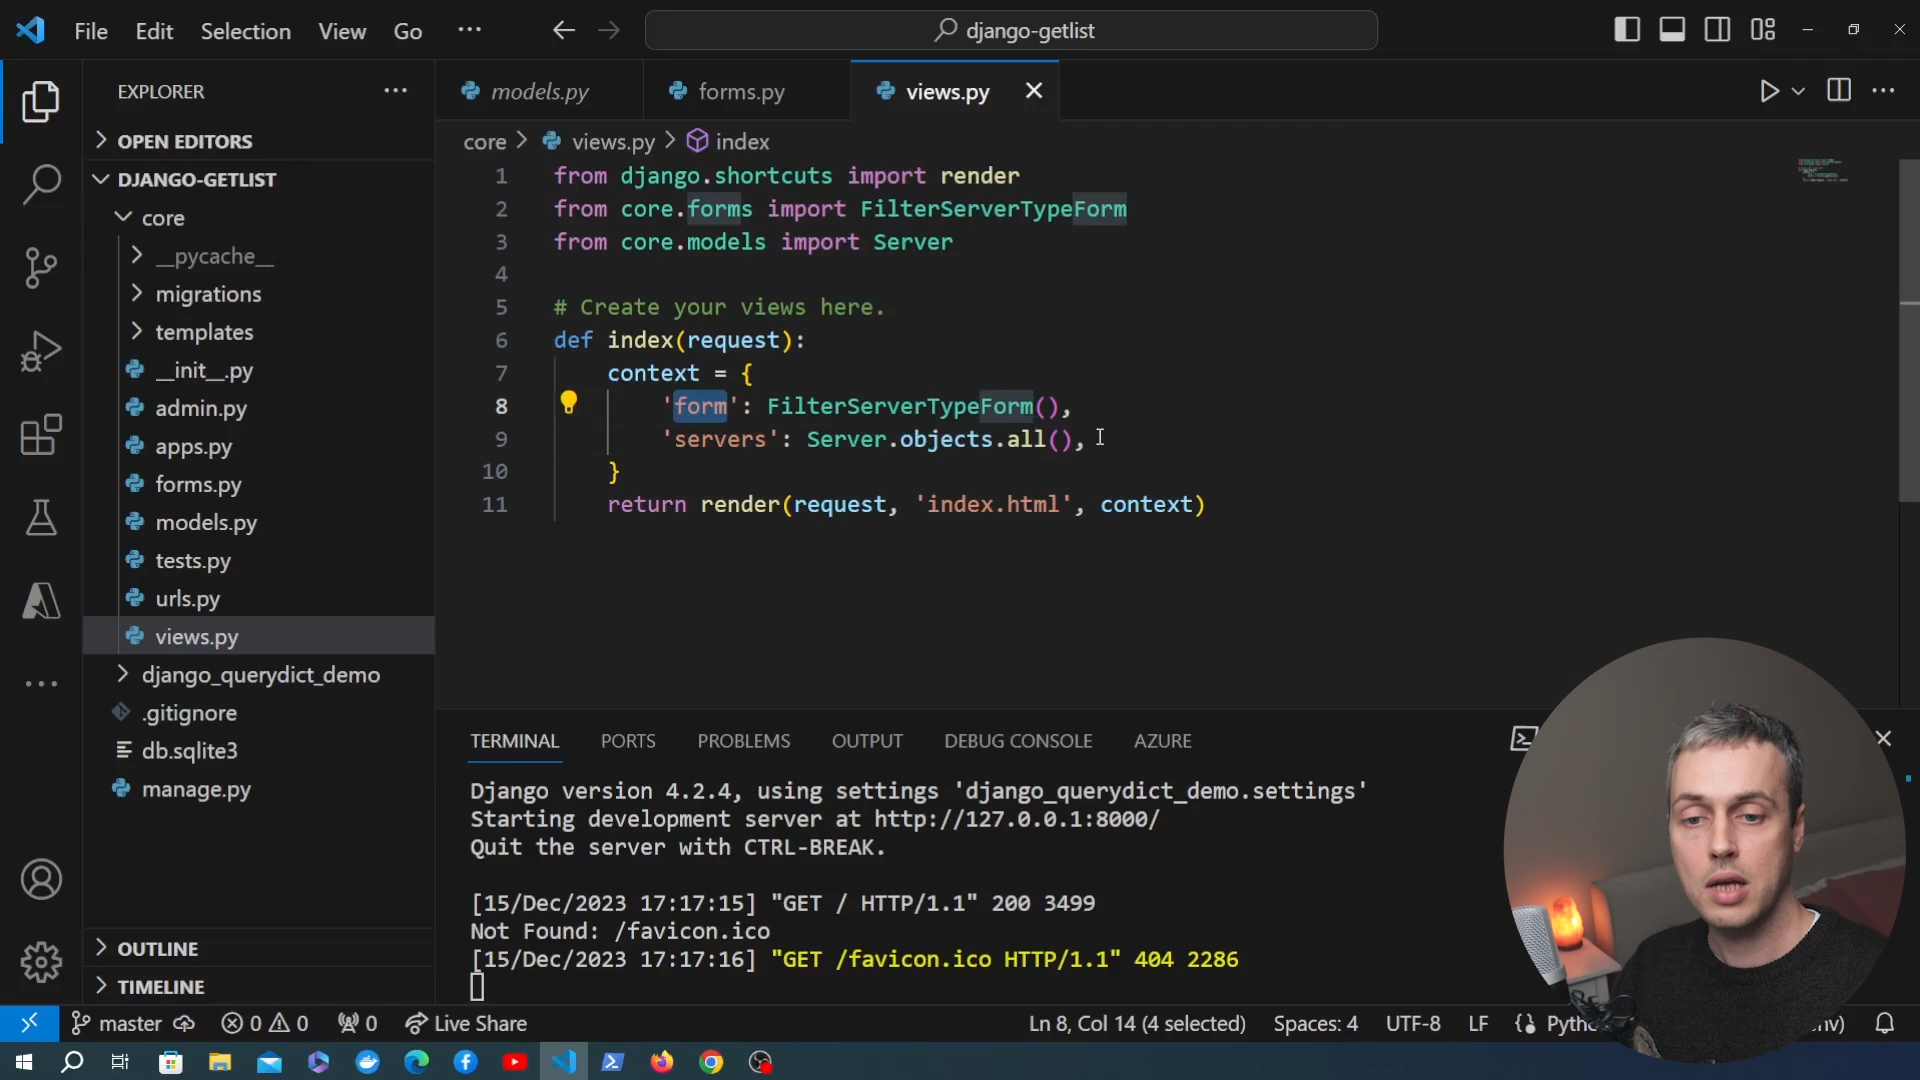 File Edit Selection View Go ···
django-getlist
EXPLORER
models.py
forms.py
views.py
OPEN EDITORS
core > views.py > index
DJANGO-GETLIST
core
__pycache__
migrations
templates
__init__.py
admin.py
apps.py
forms.py
models.py
tests.py
urls.py
views.py
django_querydict_demo
.gitignore
db.sqlite3
manage.py
OUTLINE
TIMELINE
1 from django.shortcuts import render
2 from core.forms import FilterServerTypeForm
3 from core.models import Server
4
5 # Create your views here.
6 def index(request):
7 context = {
8 'form': FilterServerTypeForm(),
9 'servers': Server.objects.all(),
10 }
11 return render(request, 'index.html', context)
TERMINAL PORTS PROBLEMS OUTPUT DEBUG CONSOLE AZURE
Django version 4.2.4, using settings 'django_querydict_demo.settings'
Starting development server at http://127.0.0.1:8000/
Quit the server with CTRL-BREAK.
[15/Dec/2023 17:17:15] "GET / HTTP/1.1" 200 3499
Not Found: /favicon.ico
[15/Dec/2023 17:17:16] "GET /favicon.ico HTTP/1.1" 404 2286
master 0 0 0 Live Share Ln 8, Col 14 (4 selected) Spaces: 4 UTF-8 LF